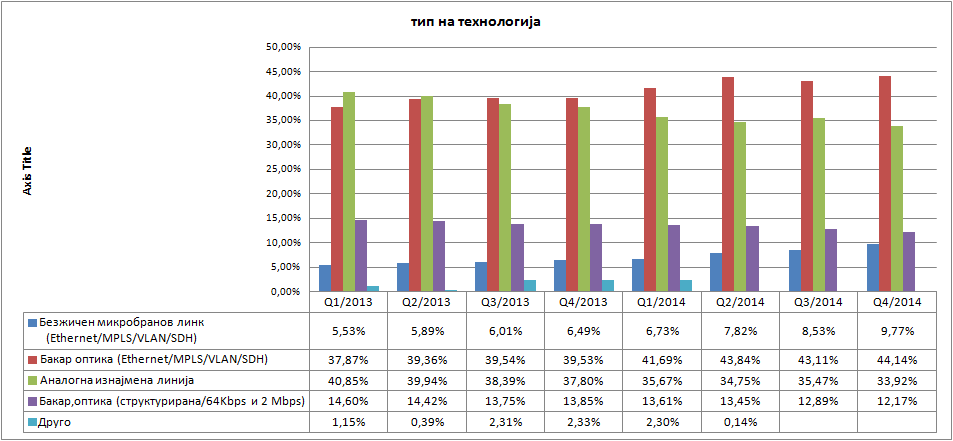 тип на технологија
Axis Title
50,00%
45,00%
40,00%
35,00%
30,00%
25,00%
20,00%
15,00%
10,00%
5,00%
0,00%
Q1/2013 Q2/2013 Q3/2013 Q4/2013 Q1/2014 Q2/2014 Q3/2014 Q4/2014
Безжичен микробранов линк
(Ethernet/MPLS/VLAN/SDH) 5,53% 5,89% 6,01% 6,49% 6,73% 7,82% 8,53% 9,77%
Бакар оптика (Ethernet/MPLS/VLAN/SDH) 37,87% 39,36% 39,54% 39,53% 41,69% 43,84% 43,11% 44,14%
Аналогна изнајмена линија 40,85% 39,94% 38,39% 37,80% 35,67% 34,75% 35,47% 33,92%
Бакар,оптика (структурирана/64Kbps и 2 Mbps) 14,60% 14,42% 13,75% 13,85% 13,61% 13,45% 12,89% 12,17%
Друго 1,15% 0,39% 2,31% 2,33% 2,30% 0,14%